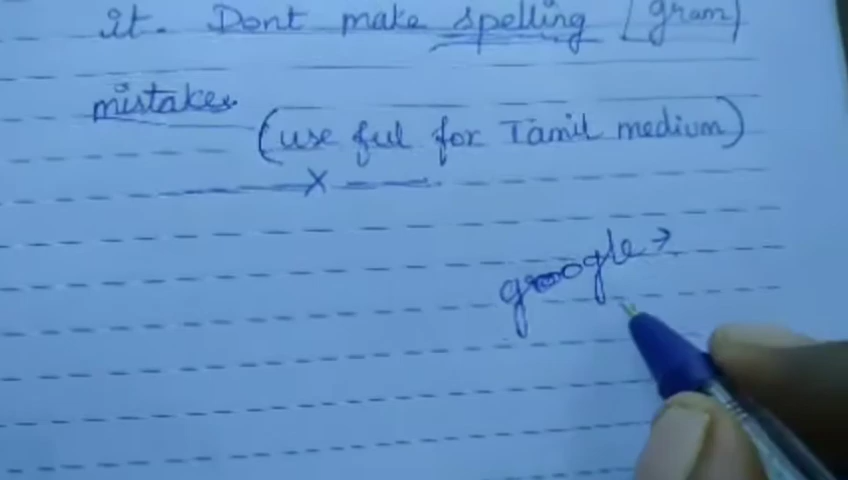 it. Dont make spelling [gram]
mistakes.
(use ful for Tamil medium)
x
google →